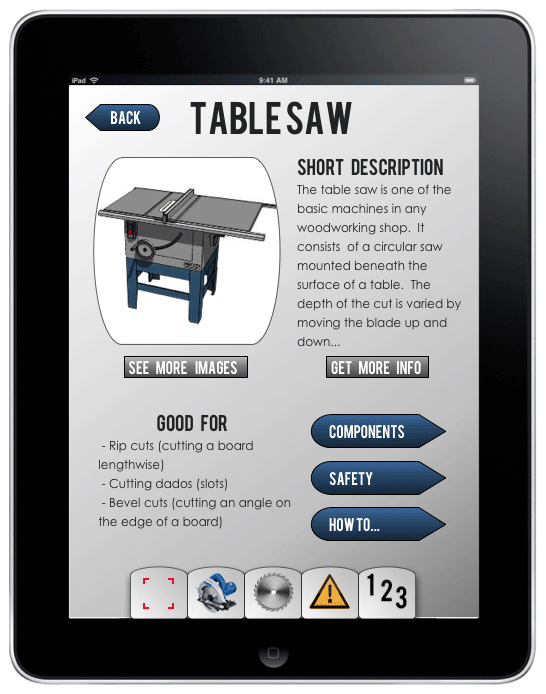 iPad
9:41 AM
BACK
TABLE SAW
SHORT DESCRIPTION
The table saw is one of the
basic machines in any
woodworking shop. It
consists of a circular saw
mounted beneath the
surface of a table. The
depth of the cut is varied by
moving the blade up and
down...
SEE MORE IMAGES
GET MORE INFO
GOOD FOR
- Rip cuts (cutting a board
lengthwise)
- Cutting dados (slots)
- Bevel cuts (cutting an angle on
the edge of a board)
COMPONENTS
SAFETY
HOW TO...
123